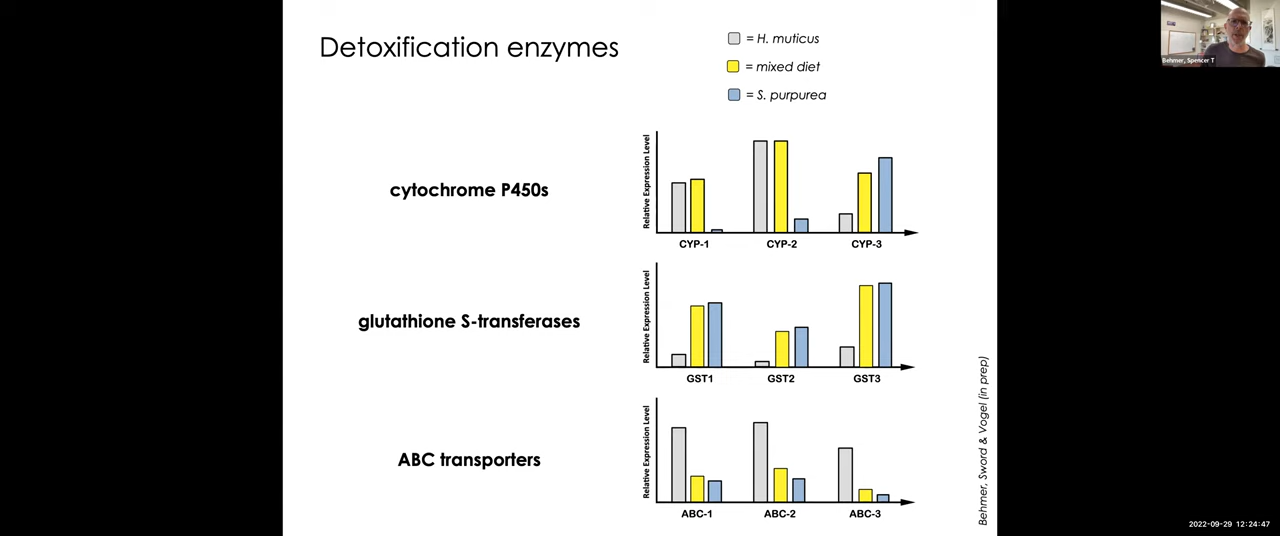 Detoxification enzymes
= H. muticus
= mixed diet
= S. purpurea
Behmer, Spencer T
cytochrome P450s
Relative Expression Level
CYP-1
CYP-2
CYP-3
glutathione S-transferases
Relative Expression Level
GST1
GST2
GST3
ABC transporters
Relative Expression Level
ABC-1
ABC-2
ABC-3
Behmer, Sword & Vogel (in prep)
2022-09-29 12:24:47